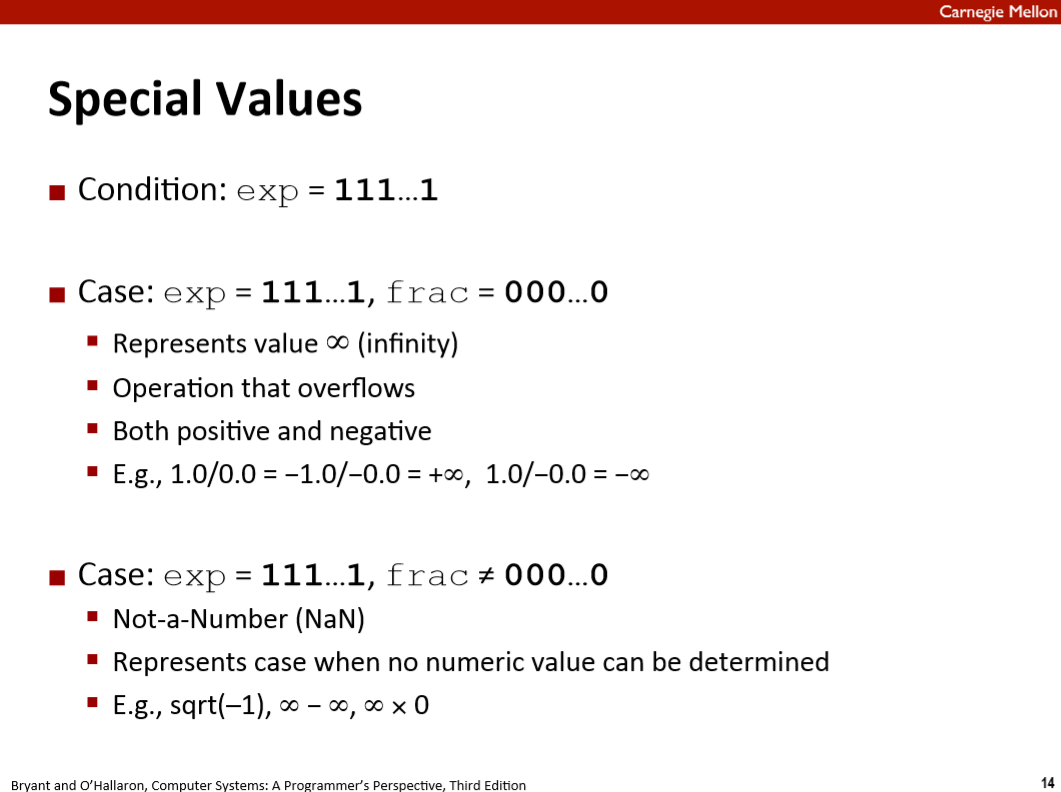 Carnegie Mellon
Special Values
Condition: exp = 111…1
Case: exp = 111…1, frac = 000…0
Represents value ∞ (infinity)
Operation that overflows
Both positive and negative
E.g., 1.0/0.0 = −1.0/−0.0 = +∞, 1.0/−0.0 = −∞
Case: exp = 111…1, frac ≠ 000…0
Not-a-Number (NaN)
Represents case when no numeric value can be determined
E.g., sqrt(–1), ∞ − ∞, ∞ × 0
Bryant and O’Hallaron, Computer Systems: A Programmer’s Perspective, Third Edition
14